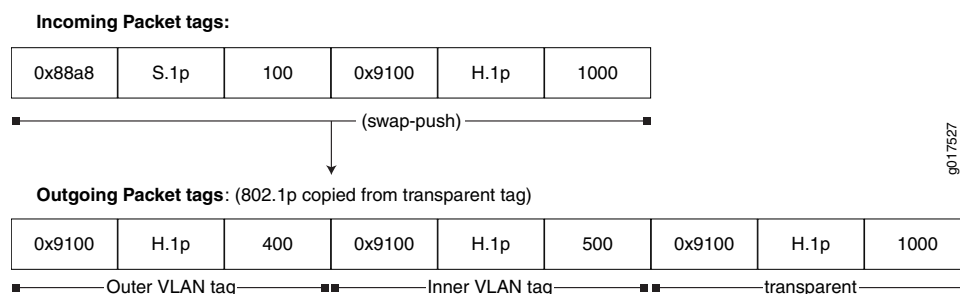 Incoming Packet tags:
0x88a8 S.1p 100 0x9100 H.1p 1000
(swap-push)
g017527
Outgoing Packet tags: (802.1p copied from transparent tag)
0x9100 H.1p 400 0x9100 H.1p 500 0x9100 H.1p 1000
Outer VLAN tag Inner VLAN tag transparent